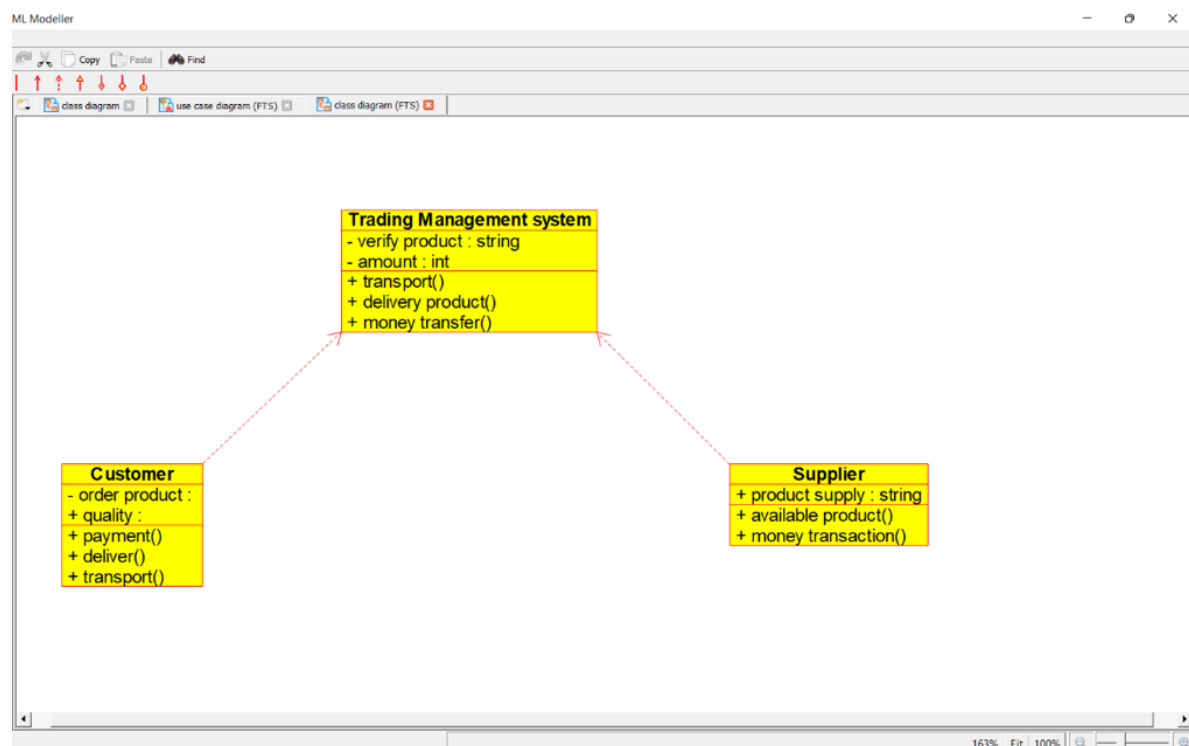 ML Modeller
Copy Paste Find
class diagram use case diagram (FTS) class diagram (FTS)
Trading Management system
- verify product : string
- amount : int
+ transport()
+ delivery product()
+ money transfer()
Customer
- order product :
+ quality :
+ payment()
+ deliver()
+ transport()
Supplier
+ product supply : string
+ available product()
+ money transaction()
163% Fit 100%